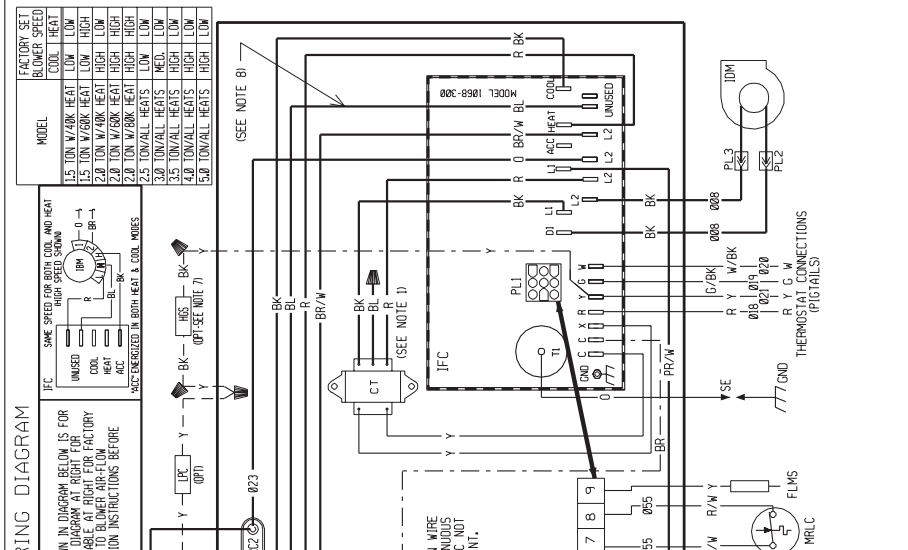 FACTORY SET
BLOWER SPEED
MODEL
COOL
HEAT
1.5 TON W/40K HEAT LOW LOW
1.5 TON W/60K HEAT LOW HIGH
2.0 TON W/40K HEAT HIGH LOW
2.0 TON W/60K HEAT HIGH HIGH
2.0 TON W/80K HEAT HIGH HIGH
2.5 TON/ALL HEATS LOW LOW
3.0 TON/ALL HEATS MED. LOW
3.5 TON/ALL HEATS HIGH LOW
4.0 TON/ALL HEATS HIGH LOW
5.0 TON/ALL HEATS HIGH LOW
SAME SPEED FOR BOTH COOL AND HEAT
(HIGH SPEED SHOWN)
IFC
UNUSED
COOL
HEAT
ACC
IBM
R
BL
BK
O
BR
"ACC" ENERGIZED IN BOTH HEAT & COOL MODES
RING DIAGRAM
WN IN DIAGRAM BELOW IS FOR
DIAGRAM AT RIGHT FOR
ABLE AT RIGHT FOR FACTORY
TO BLOWER AIR-FLOW
ION INSTRUCTIONS BEFORE
(SEE NOTE 8)
BK
HGS
(OPT-SEE NOTE 7)
BK
Y
Y
Y
LPC
(OPT)
Y
023
C2
BK
BL
R
BR/W
BK
BL
R
(SEE NOTE 1)
CT
BK
R
BL
BR/W
O
R
BK
MODEL 1068-300
COOL
UNUSED
HEAT
L2
ACC
L2
L1
L2
L1
L2
DI
PL1
W
G
Y
R
X
C
C
T1
IFC
GND
O
Y
Y
Y
BK
BK
008
008
IDM
PL3
PL2
G/BK
W/BK
R
Y
018
019
021
020
R
Y
G
W
THERMOSTAT CONNECTIONS
(PIGTAILS)
PR/W
BR
SE
GND
9
8
7
055
55
R/W
Y
/W
FLMS
MRLC
N WIRE
NUOUS
C NOT
NT.